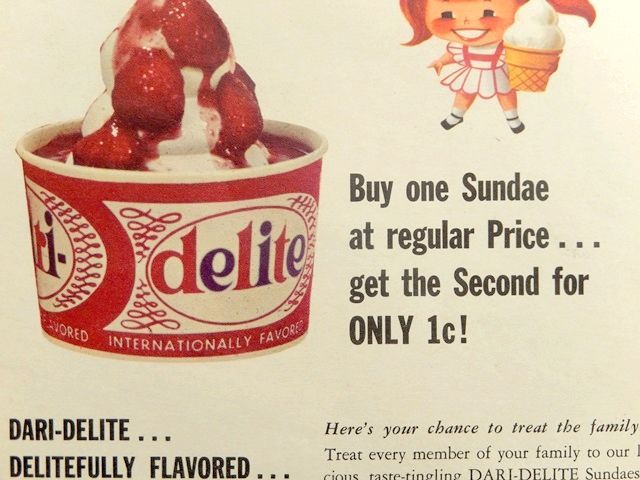 ri-
delite
AVORED
INTERNATIONALLY FAVORED
Buy one Sundae
at regular Price...
get the Second for
ONLY 1c!
DARI-DELITE...
DELITEFULLY FLAVORED...
Here's your chance to treat the family
Treat every member of your family to our
cious, taste-tingling DARI-DELITE Sundaes